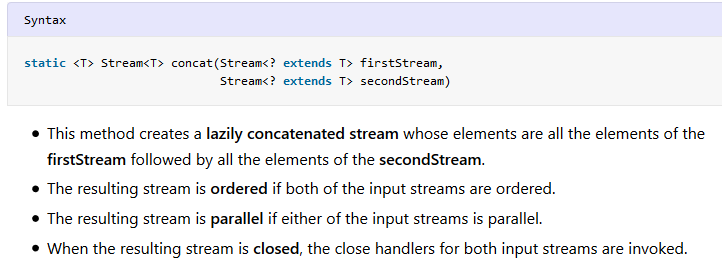 Syntax
static <T> Stream<T> concat(Stream<? extends T> firstStream,
Stream<? extends T> secondStream)
• This method creates a lazily concatenated stream whose elements are all the elements of the
firstStream followed by all the elements of the secondStream.
• The resulting stream is ordered if both of the input streams are ordered.
• The resulting stream is parallel if either of the input streams is parallel.
• When the resulting stream is closed, the close handlers for both input streams are invoked.